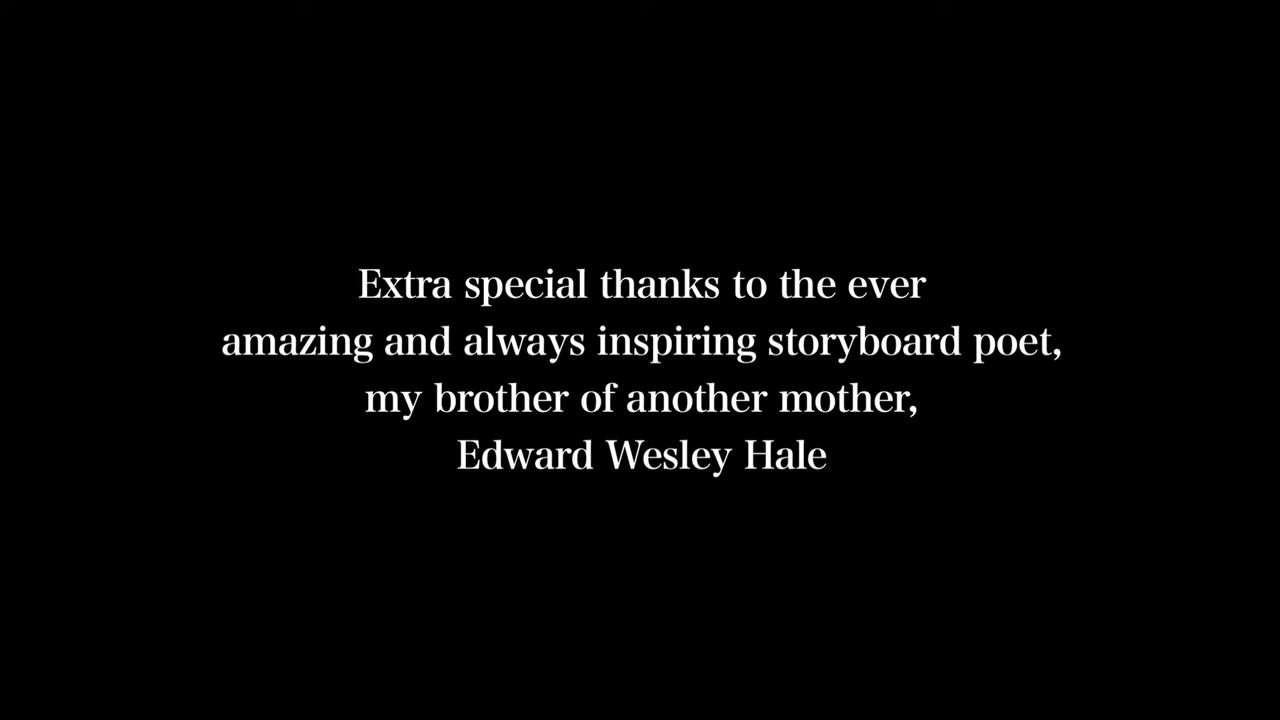 Extra special thanks to the ever
amazing and always inspiring storyboard poet,
my brother of another mother,
Edward Wesley Hale